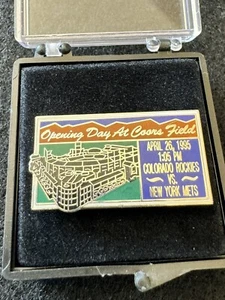 Opening Day At Coors Field
APRIL 26, 1995
1:05 PM
COLORADO ROCKIES
VS.
NEW YORK METS